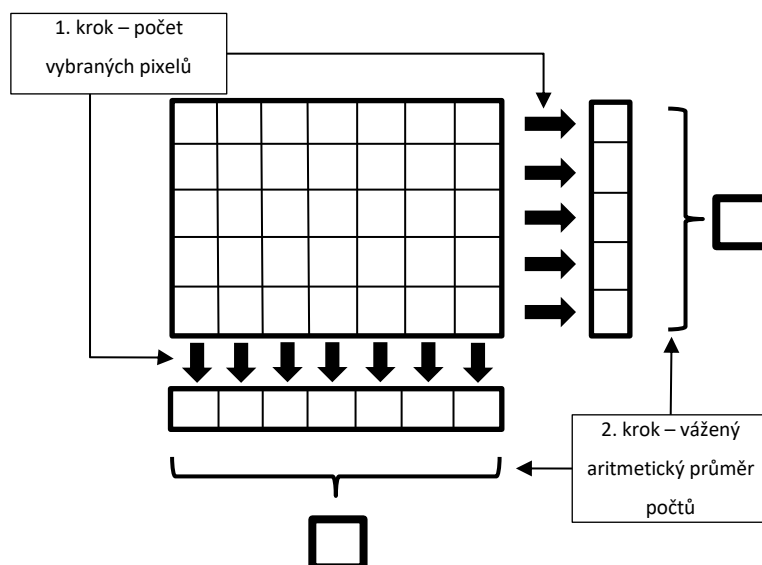 1. krok – počet
vybraných pixelů
2. krok – vážený
aritmetický průměr
počtů